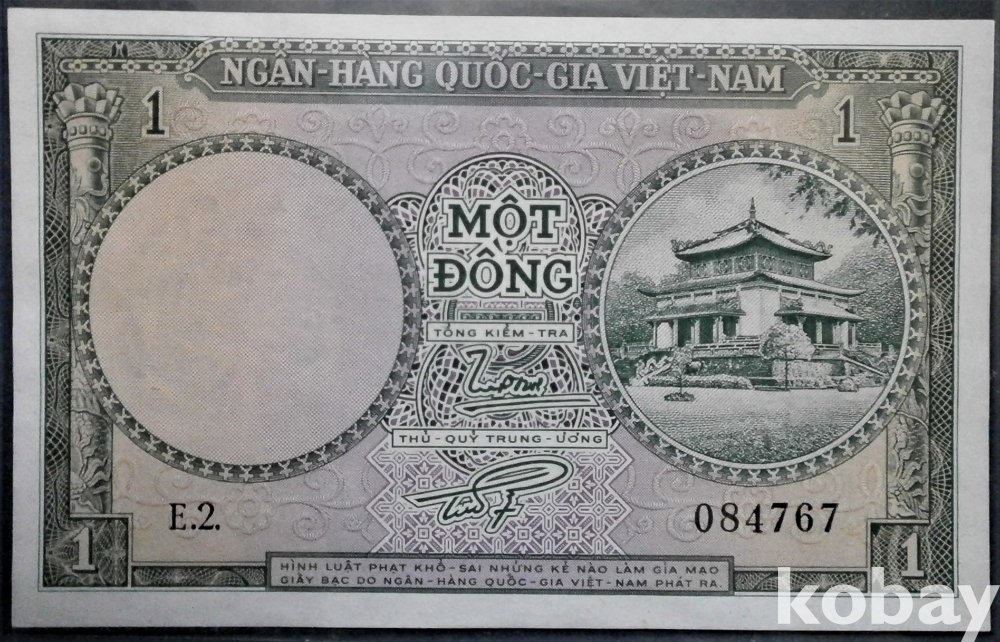 NGÂN-HÀNG QUỐC-GIA VIỆT-NAM
1
1
MỘT
ĐỒNG
TỔNG KIỂM-TRA
THỦ-QUỸ TRUNG-ƯƠNG
E.2.
084767
1
1
HÌNH LUẬT PHẠT KHỔ-SAI NHỮNG KẺ NÀO LÀM GIA MẠO
GIẤY BẠC DO NGÂN-HÀNG QUỐC-GIA VIỆT-NAM PHÁT RA.
kobay